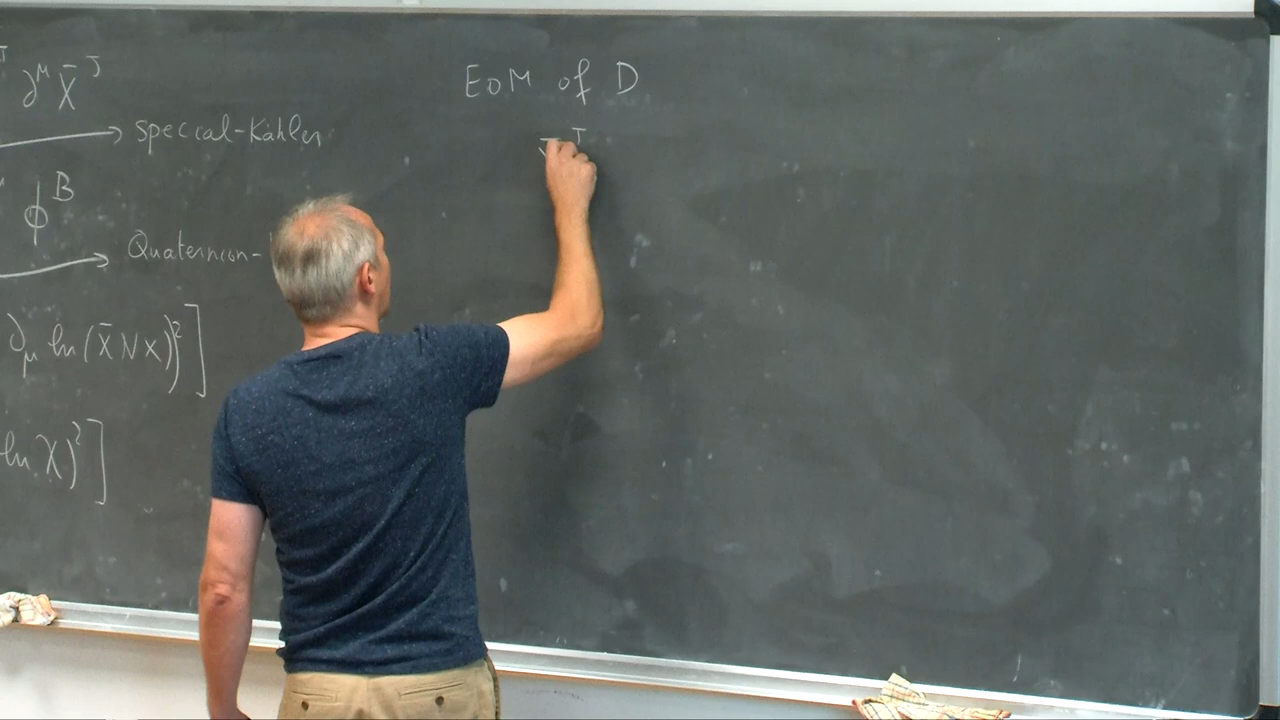 ∂^μ X̄^J
→ special-Kähler
EoM of D
ϕ^B
→ Quaternion-
∂_μ ln(X̄NX))²]
ln χ)²]